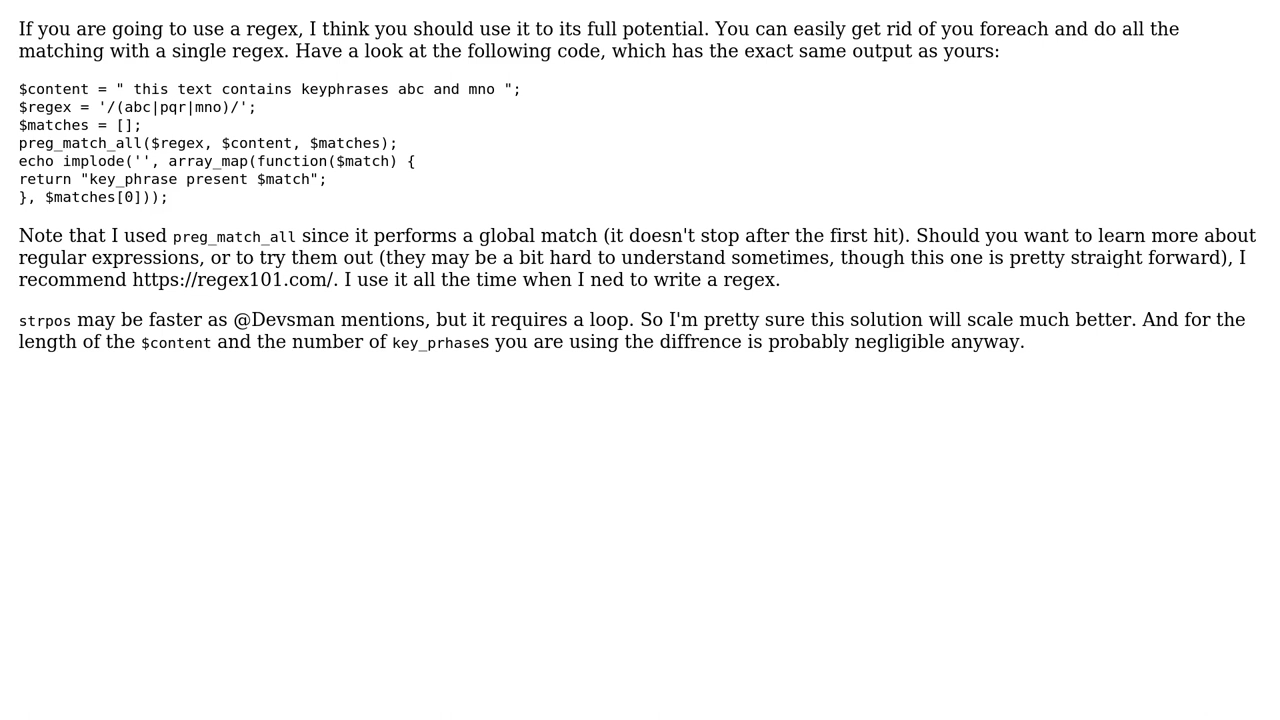 If you are going to use a regex, I think you should use it to its full potential. You can easily get rid of you foreach and do all the
matching with a single regex. Have a look at the following code, which has the exact same output as yours:
$content = " this text contains keyphrases abc and mno ";
$regex = '/(abc|pqr|mno)/';
$matches = [];
preg_match_all($regex, $content, $matches);
echo implode('', array_map(function($match) {
return "key_phrase present $match";
}, $matches[0]));
Note that I used preg_match_all since it performs a global match (it doesn't stop after the first hit). Should you want to learn more about
regular expressions, or to try them out (they may be a bit hard to understand sometimes, though this one is pretty straight forward), I
recommend https://regex101.com/. I use it all the time when I ned to write a regex.
strpos may be faster as @Devsman mentions, but it requires a loop. So I'm pretty sure this solution will scale much better. And for the
length of the $content and the number of key_prhases you are using the diffrence is probably negligible anyway.